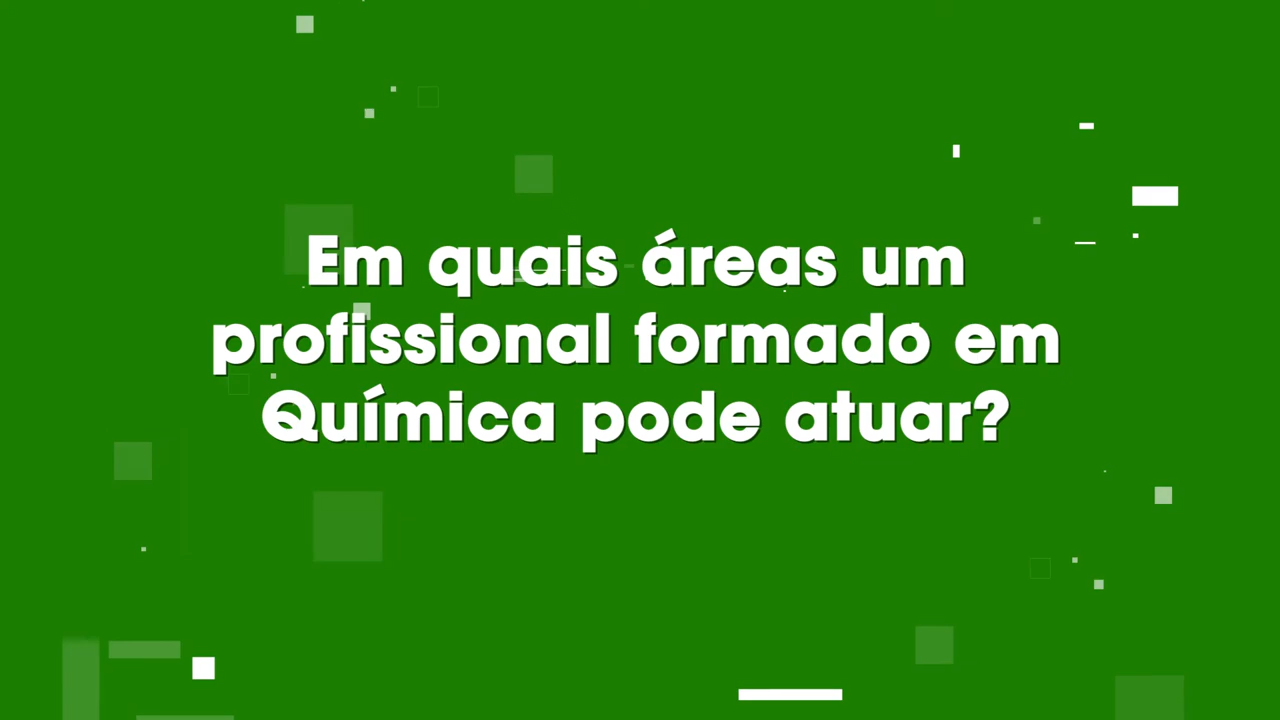 Em quais áreas um
profissional formado em
Química pode atuar?